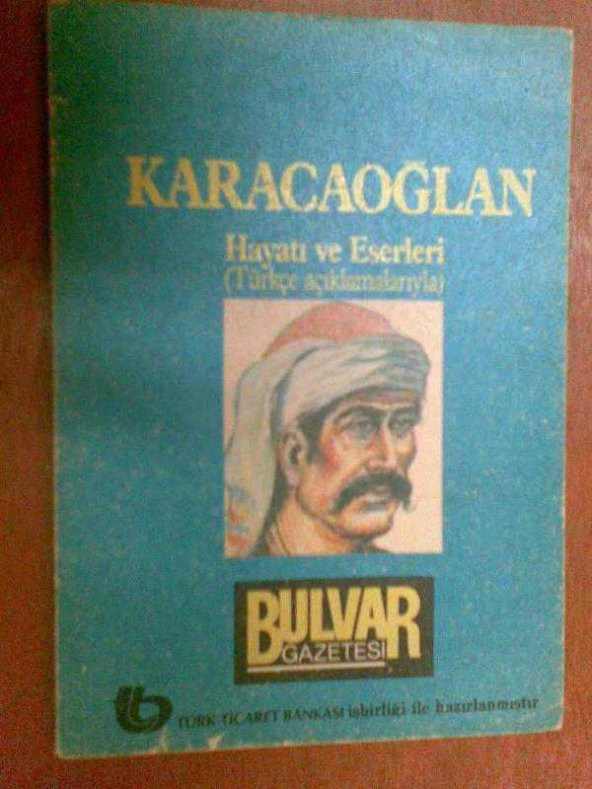 KARACAOĞLAN
Hayatı ve Eserleri
(Türkçe açıklamalarıyla)
BULVAR
GAZETESİ
TÜRK TİCARET BANKASI işbirliği ile hazırlanmıştır